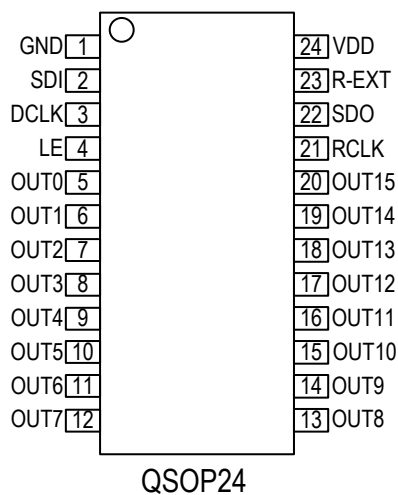 GND 1 24 VDD
SDI 2 23 R-EXT
DCLK 3 22 SDO
LE 4 21 RCLK
OUT0 5 20 OUT15
OUT1 6 19 OUT14
OUT2 7 18 OUT13
OUT3 8 17 OUT12
OUT4 9 16 OUT11
OUT5 10 15 OUT10
OUT6 11 14 OUT9
OUT7 12 13 OUT8
QSOP24